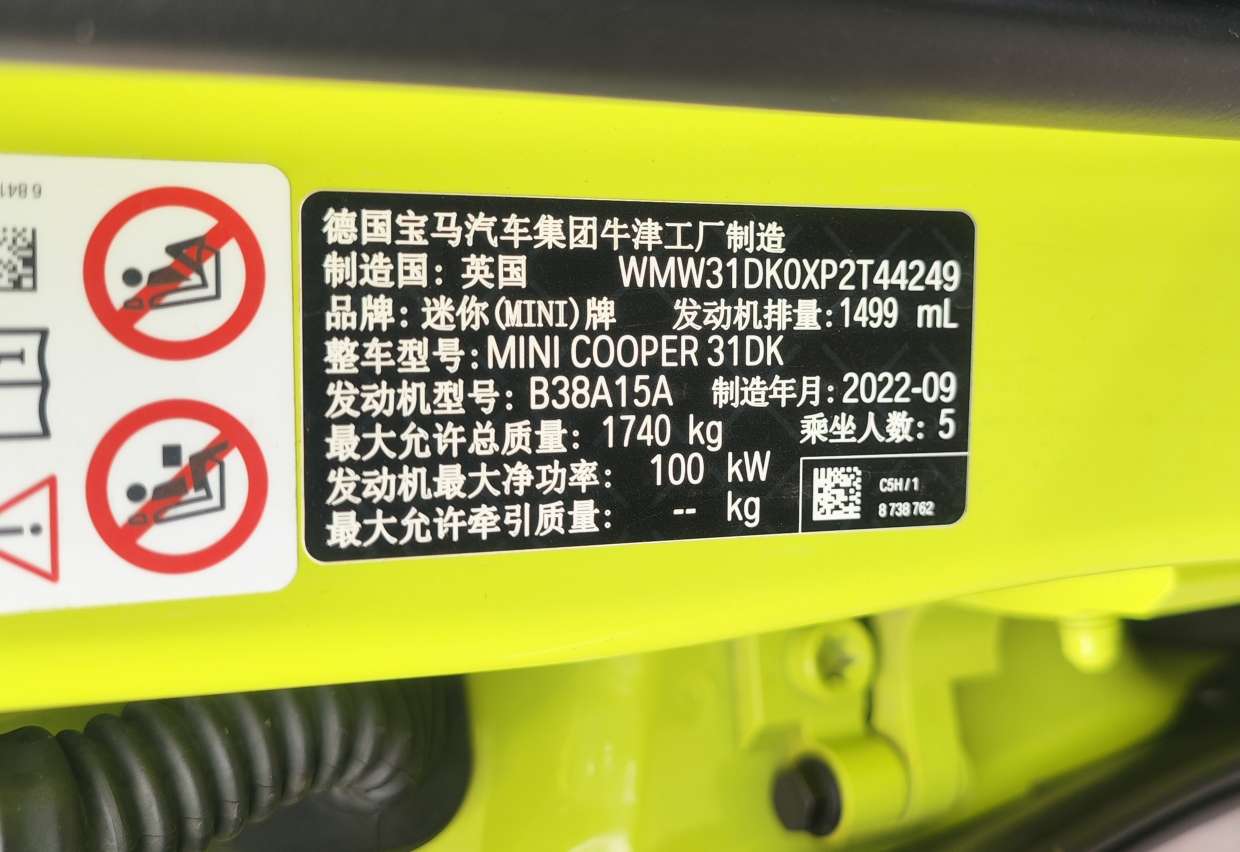 德国宝马汽车集团牛津工厂制造
制造国: 英国 WMW31DK0XP2T44249
品牌: 迷你(MINI)牌 发动机排量:1499 mL
整车型号:MINI COOPER 31DK
发动机型号: B38A15A 制造年月: 2022-09
最大允许总质量: 1740 kg 乘坐人数: 5
发动机最大净功率: 100 kW
最大允许牵引质量: -- kg
C5H/1
8 738 762